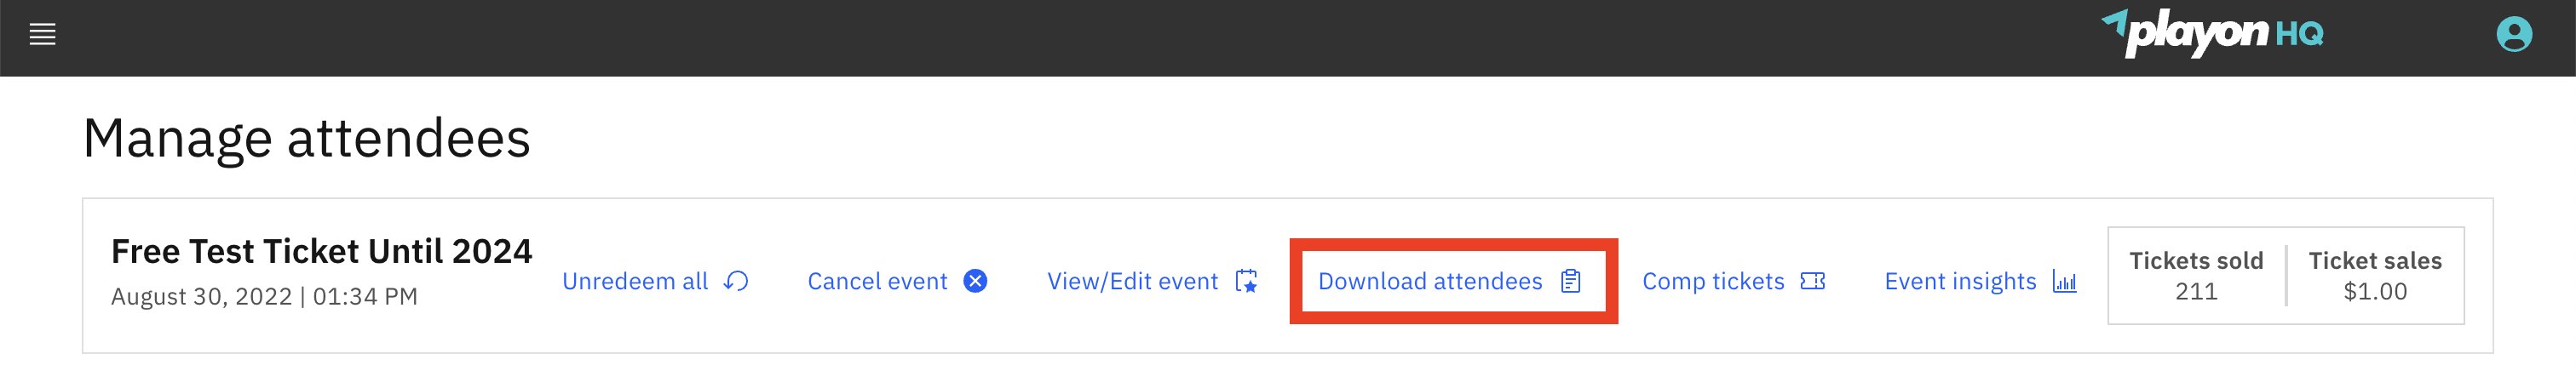 playon HQ
Manage attendees
Free Test Ticket Until 2024
August 30, 2022 | 01:34 PM
Unredeem all
Cancel event
View/Edit event
Download attendees
Comp tickets
Event insights
Tickets sold
211
Ticket sales
$1.00